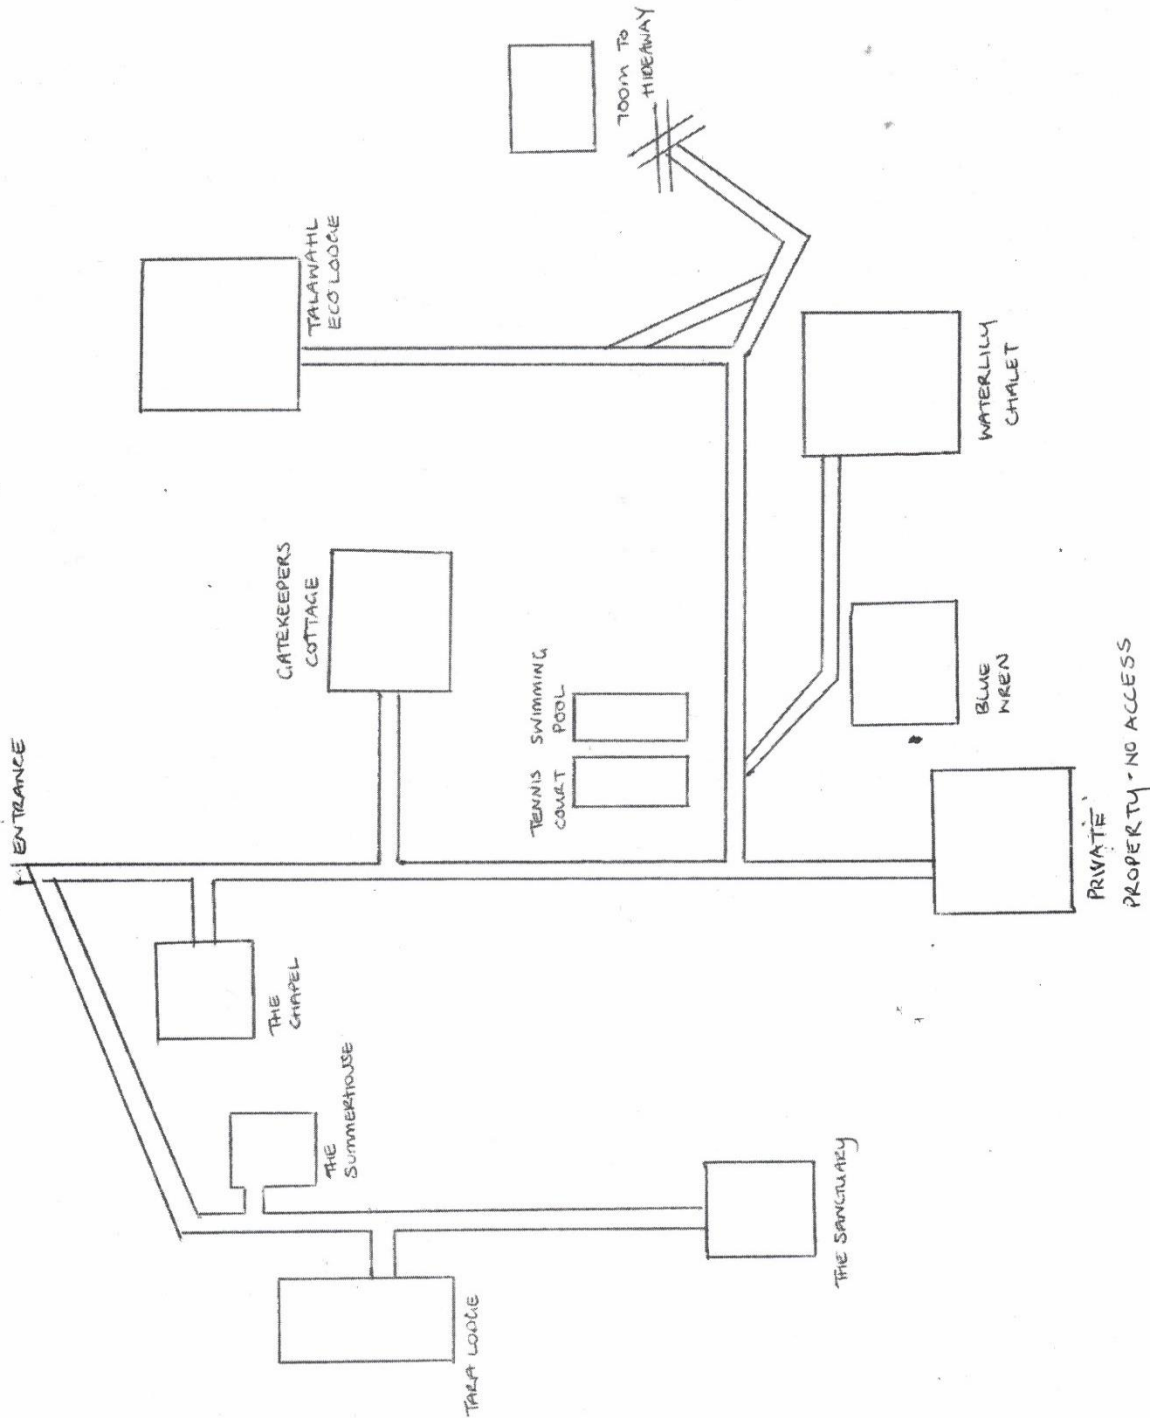 ENTRANCE
THE
CHAPEL
GATEKEEPERS
COTTAGE
TALAWAHL
ECO LODGE
THE
SUMMERHOUSE
TARA LODGE
TENNIS
COURT
SWIMMING
POOL
700m TO
HIDEAWAY
THE SANCTUARY
BLUE
WREN
WATERLILY
CHALET
PRIVATE
PROPERTY - NO ACCESS